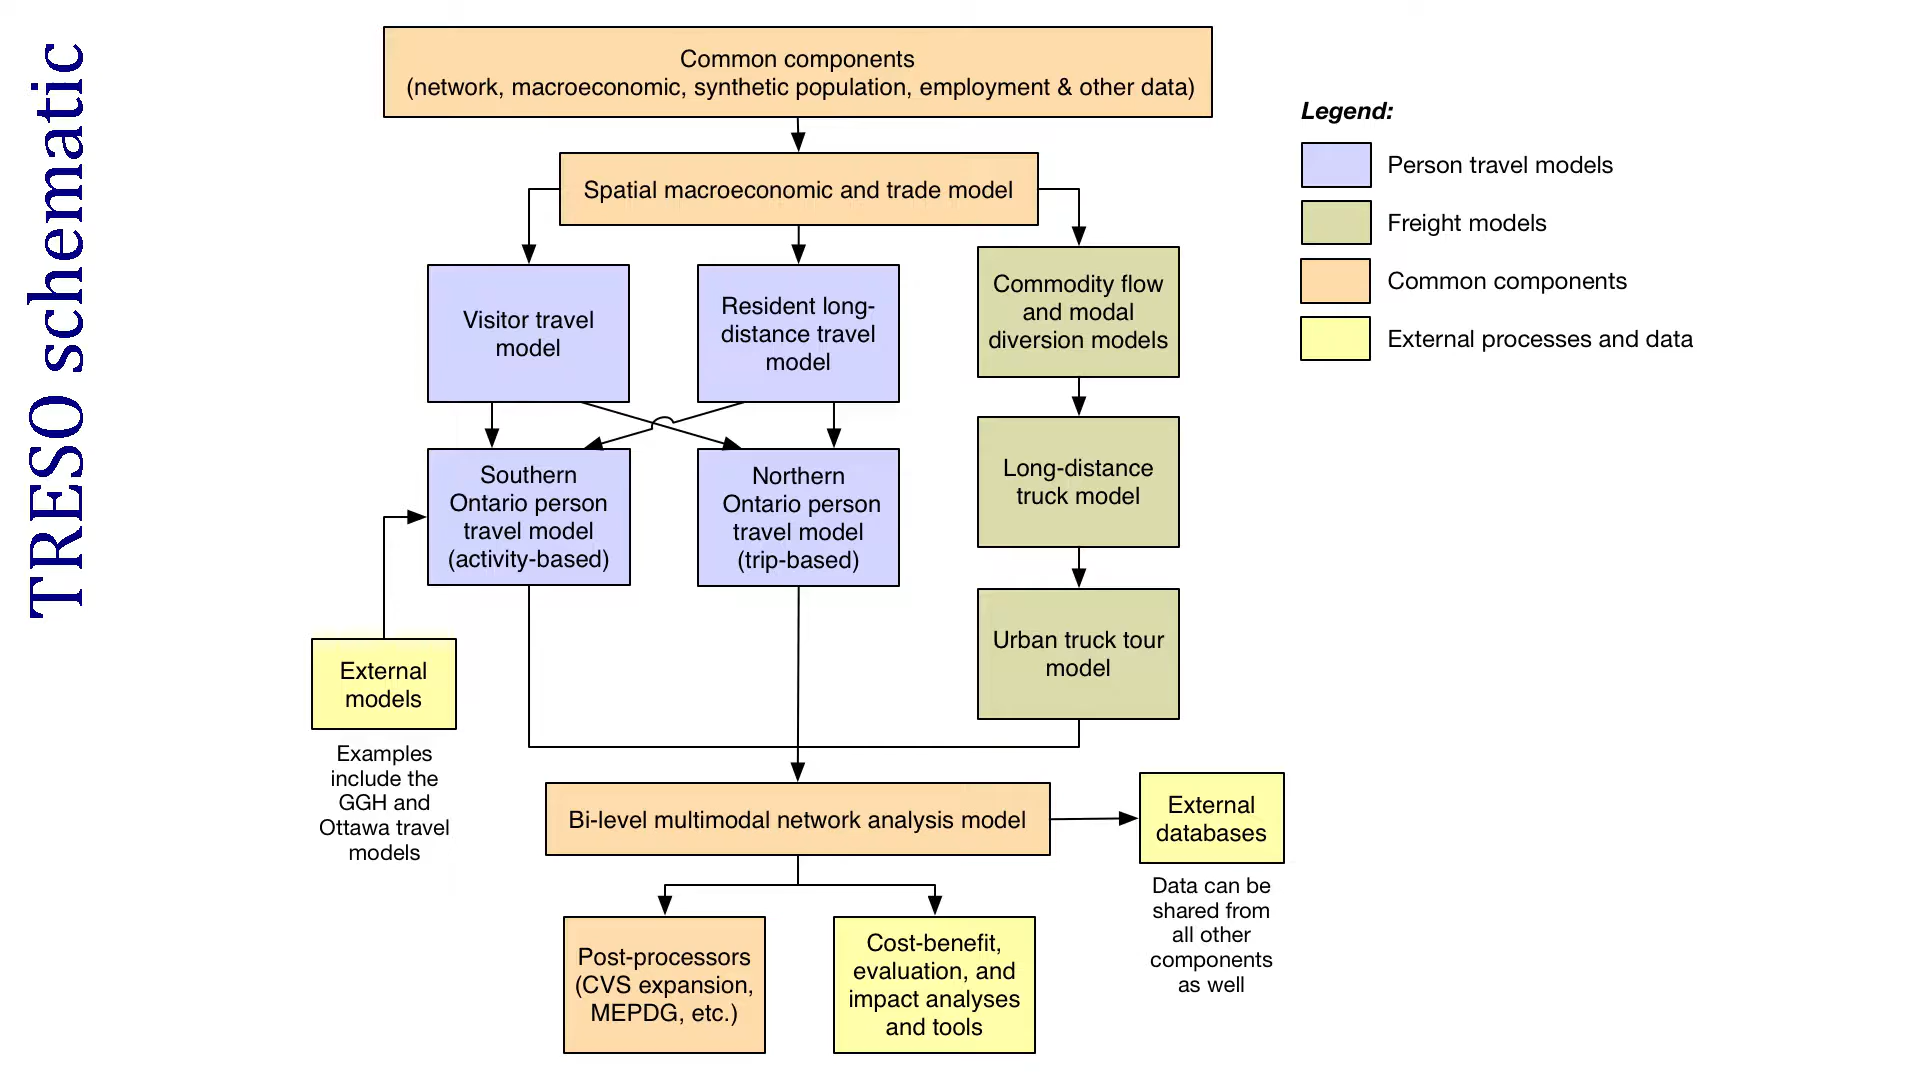 TRESO schematic
Common components
(network, macroeconomic, synthetic population, employment & other data)
Spatial macroeconomic and trade model
Visitor travel
model
Resident long-
distance travel
model
Commodity flow
and modal
diversion models
Southern
Ontario person
travel model
(activity-based)
Northern
Ontario person
travel model
(trip-based)
Long-distance
truck model
Urban truck tour
model
External
models
Examples
include the
GGH and
Ottawa travel
models
Bi-level multimodal network analysis model
External
databases
Data can be
shared from
all other
components
as well
Post-processors
(CVS expansion,
MEPDG, etc.)
Cost-benefit,
evaluation, and
impact analyses
and tools
Legend:
Person travel models
Freight models
Common components
External processes and data